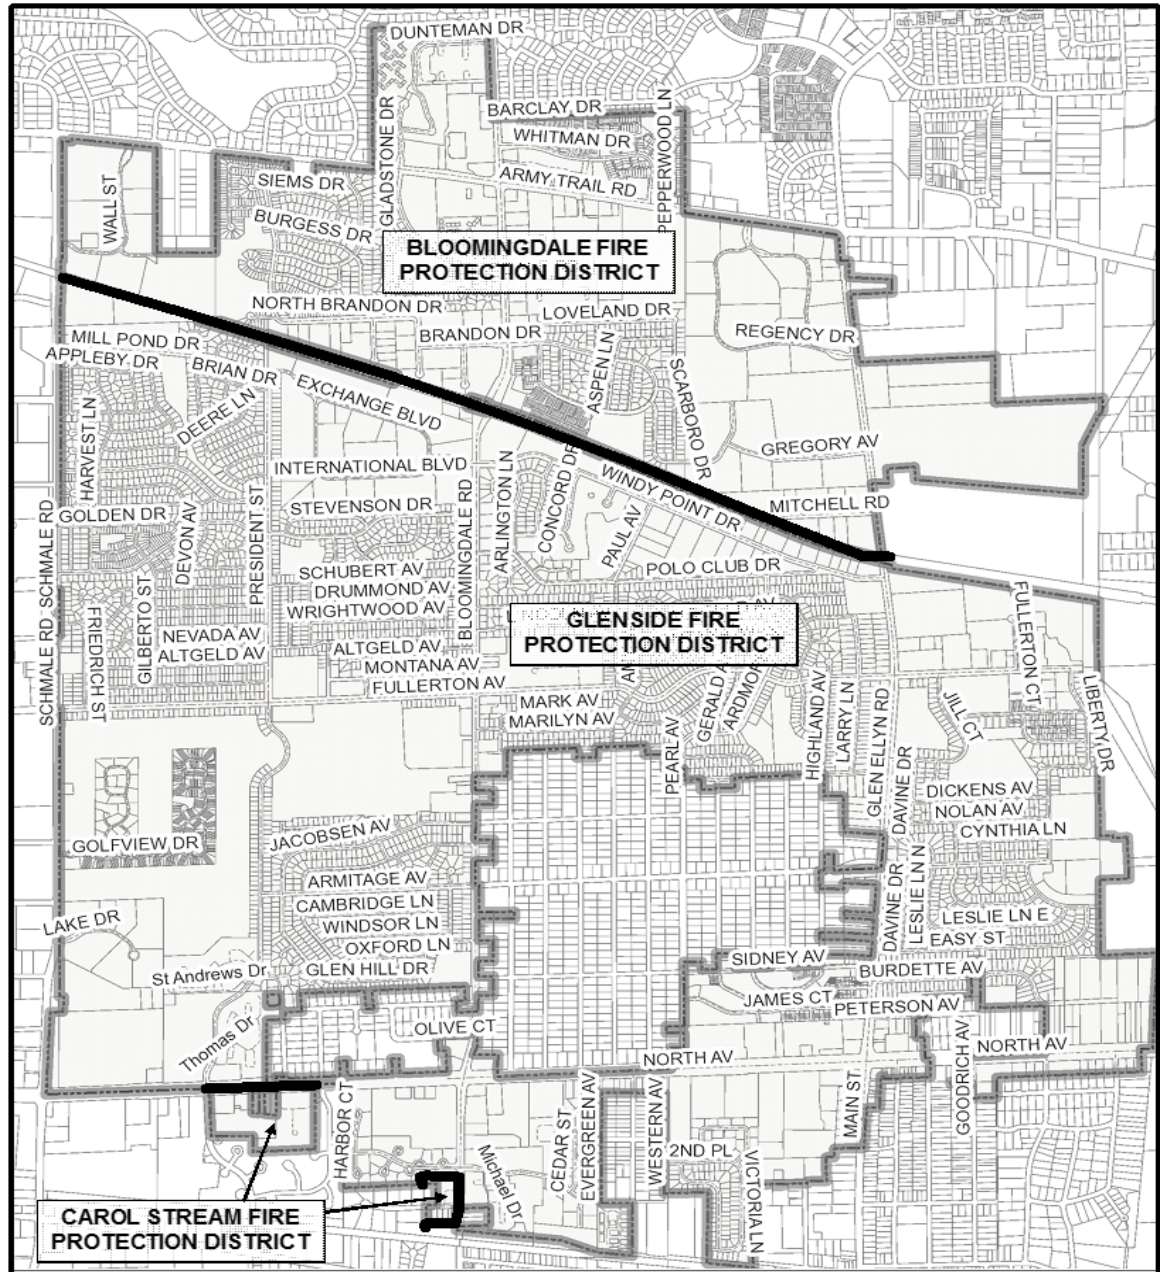 DUNTEMAN DR
BARCLAY DR
WHITMAN DR
PEPPERWOOD LN
GLADSTONE DR
ARMY TRAIL RD
WALL ST
SIEMS DR
BURGESS DR
BLOOMINGDALE FIRE
PROTECTION DISTRICT
NORTH BRANDON DR
LOVELAND DR
BRANDON DR
REGENCY DR
MILL POND DR
APPLEBY DR
BRIAN DR
EXCHANGE BLVD
ASPEN LN
SCARBORO DR
DEERE LN
HARVEST LN
GREGORY AV
INTERNATIONAL BLVD
ARLINGTON LN
CONCORD DR
WINDY POINT DR
MITCHELL RD
STEVENSON DR
GOLDEN DR
DEVON AV
PRESIDENT ST
BLOOMINGDALE RD
PAUL AV
SCHMALE RD
SCHMALE RD
SCHUBERT AV
DRUMMOND AV
WRIGHTWOOD AV
POLO CLUB DR
GILBERTO ST
FRIEDRICH ST
NEVADA AV
ALTGELD AV
ALTGELD AV
MONTANA AV
FULLERTON AV
GLENSIDE FIRE
PROTECTION DISTRICT
FULLERTON CT
LIBERTY DR
MARK AV
MARILYN AV
PEARL AV
GERALD
HIGHLAND AV
LARRY LN
GLEN ELLYN RD
JILL CT
DAVINE DR
DICKENS AV
NOLAN AV
CYNTHIA LN
GOLFVIEW DR
JACOBSEN AV
ARMITAGE AV
CAMBRIDGE LN
WINDSOR LN
OXFORD LN
GLEN HILL DR
LAKE DR
St Andrews Dr
DAVINE DR
LESLIE LN N
LESLIE LN E
EASY ST
SIDNEY AV
BURDETTE AV
JAMES CT
PETERSON AV
Thomas Dr
OLIVE CT
NORTH AV
NORTH AV
GOODRICH AV
HARBOR CT
CEDAR ST
EVERGREEN AV
WESTERN AV
MAIN ST
2ND PL
VICTORIA LN
Michael Dr
CAROL STREAM FIRE
PROTECTION DISTRICT